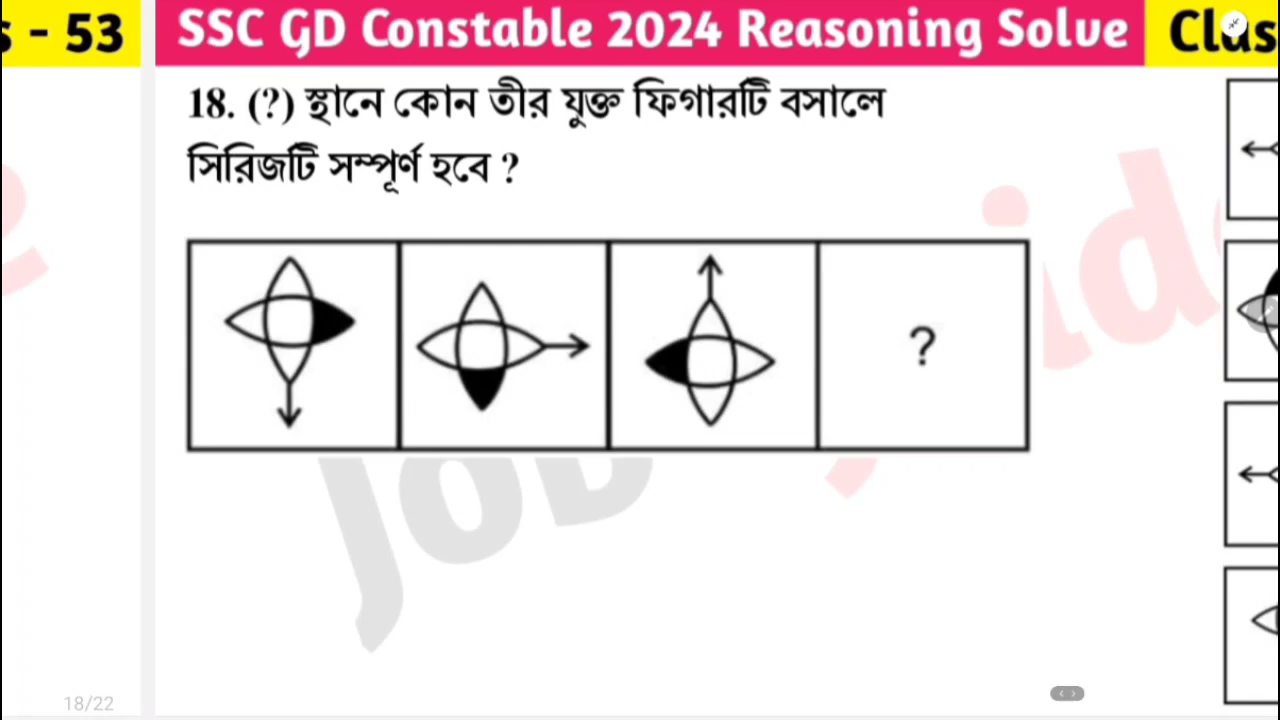 s - 53
SSC GD Constable 2024 Reasoning Solve
Clas
18. (?) স্থানে কোন তীর যুক্ত ফিগারটি বসালে
সিরিজটি সম্পূর্ণ হবে ?
?
18/22